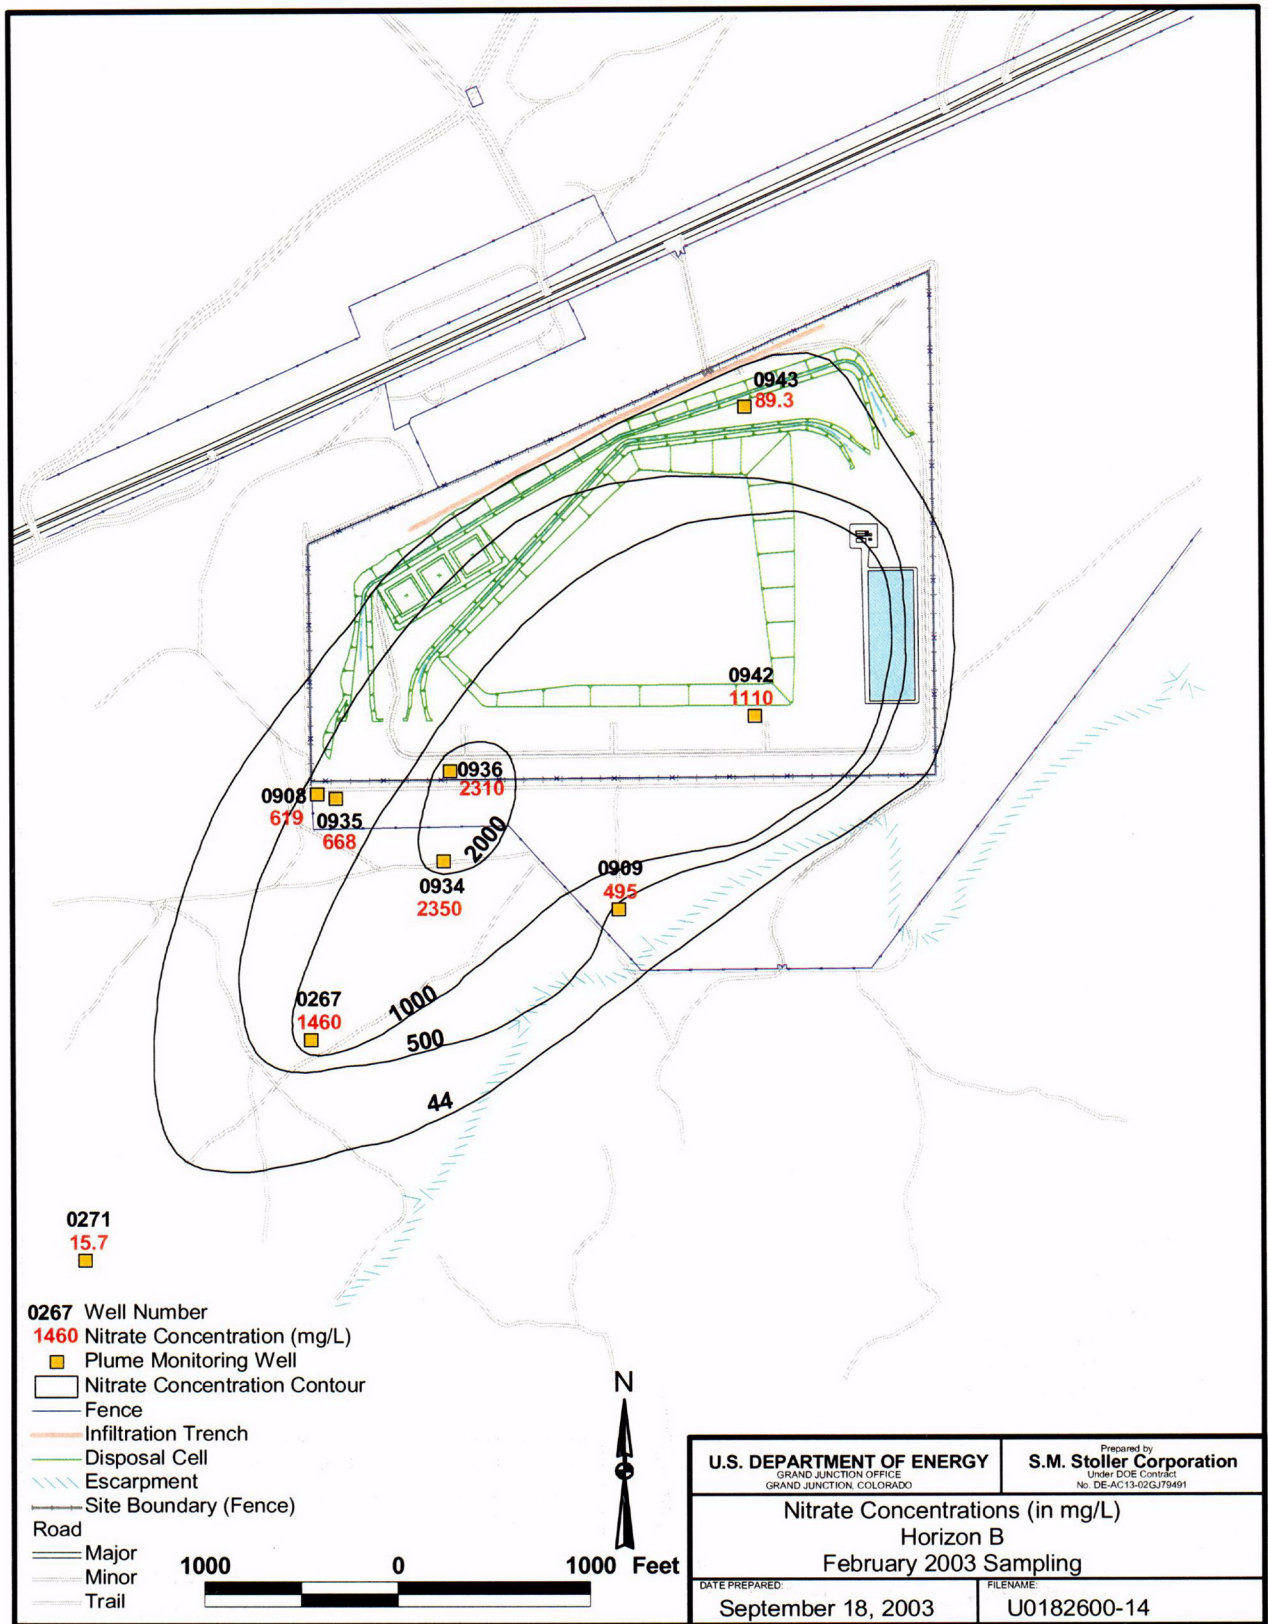 0943
89.3
0942
1110
0936
2310
0908
619
0935
668
2000
0934
2350
0909
495
0267
1460
1000
500
44
0271
15.7
0267 Well Number
1460 Nitrate Concentration (mg/L)
Plume Monitoring Well
Nitrate Concentration Contour
Fence
Infiltration Trench
Disposal Cell
Escarpment
Site Boundary (Fence)
Road
Major
Minor
Trail
N
1000 0 1000 Feet
U.S. DEPARTMENT OF ENERGY
GRAND JUNCTION OFFICE
GRAND JUNCTION, COLORADO
Prepared by
S.M. Stoller Corporation
Under DOE Contract
No. DE-AC13-02GJ79491
Nitrate Concentrations (in mg/L)
Horizon B
February 2003 Sampling
DATE PREPARED:
September 18, 2003
FILENAME:
U0182600-14